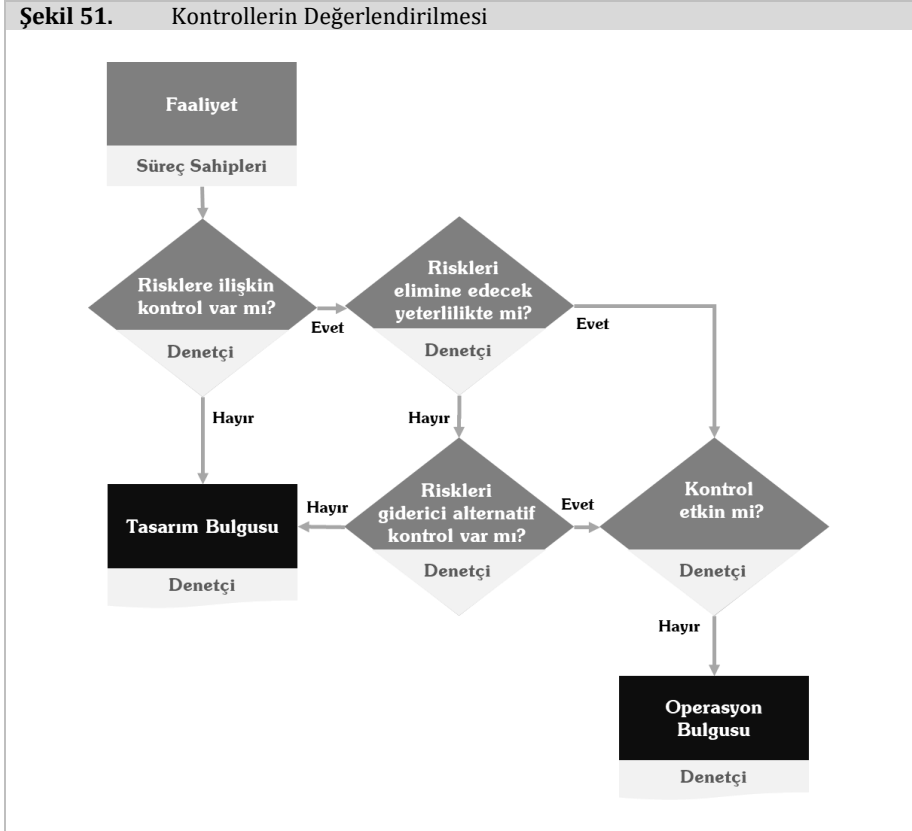 Şekil 51. Kontrollerin Değerlendirilmesi
Faaliyet
Süreç Sahipleri
Risklere ilişkin
kontrol var mı?
Denetçi
Evet
Riskleri
elimine edecek
yeterlilikte mi?
Denetçi
Evet
Hayır
Hayır
Tasarım Bulgusu
Denetçi
Hayır
Riskleri
giderici alternatif
kontrol var mı?
Denetçi
Evet
Kontrol
etkin mi?
Denetçi
Hayır
Operasyon
Bulgusu
Denetçi